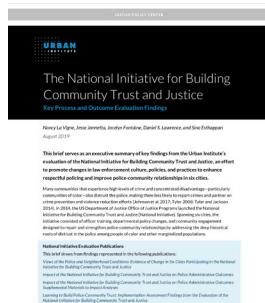 JUSTICE POLICY CENTER
URBAN
INSTITUTE
The National Initiative for Building
Community Trust and Justice
Key Process and Outcome Evaluation Findings
Nancy La Vigne, Jesse Jannetta, Jocelyn Fontaine, Daniel S. Lawrence, and Sino Esthappan
August 2019
This brief serves as an executive summary of key findings from the Urban Institute's
evaluation of the National Initiative for Building Community Trust and Justice, an effort
to promote changes in law enforcement culture, policies, and practices to enhance
respectful policing and improve police-community relationships in six cities.
Many communities that experience high levels of crime and concentrated disadvantage—particularly
communities of color—also distrust the police, making them less likely to report crimes and partner on
crime prevention and violence reduction efforts (Jannetta et al. 2017; Tyler 2005; Tyler and Jackson
2014). In 2014, the US Department of Justice Office of Justice Programs launched the National
Initiative for Building Community Trust and Justice (National Initiative). Spanning six cities, the
initiative consisted of officer training, departmental policy changes, and community engagement
designed to repair and strengthen police-community relationships by addressing the deep historical
roots of distrust in the police among people of color and other marginalized populations.
National Initiative Evaluation Publications
This brief draws from findings represented in the following publications:
Views of the Police and Neighborhood Conditions: Evidence of Change in Six Cities Participating in the National
Initiative for Building Community Trust and Justice
Impact of the National Initiative for Building Community Trust and Justice on Police Administrative Outcomes
Impact of the National Initiative for Building Community Trust and Justice on Police Administrative Outcomes:
Supplemental Materials to Impact Analyses
Learning to Build Police-Community Trust: Implementation Assessment Findings from the Evaluation of the
National Initiative for Building Community Trust and Justice